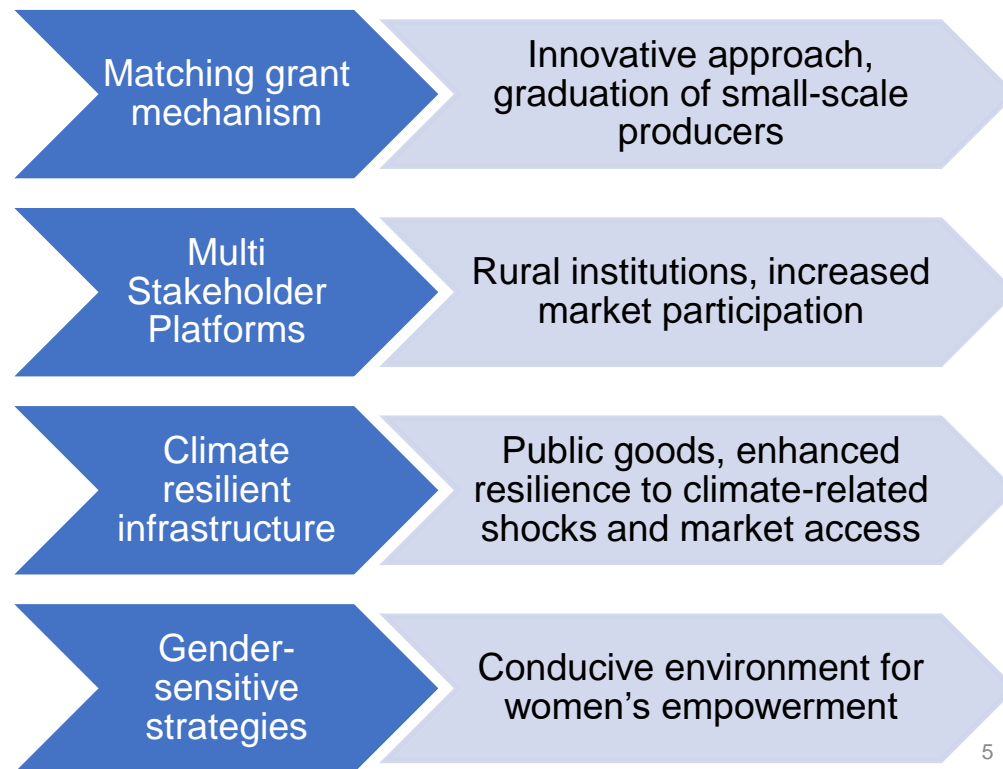 Matching grant
mechanism
Innovative approach,
graduation of small-scale
producers
Multi
Stakeholder
Platforms
Rural institutions, increased
market participation
Climate
resilient
infrastructure
Public goods, enhanced
resilience to climate-related
shocks and market access
Gender-
sensitive
strategies
Conducive environment for
women’s empowerment
5